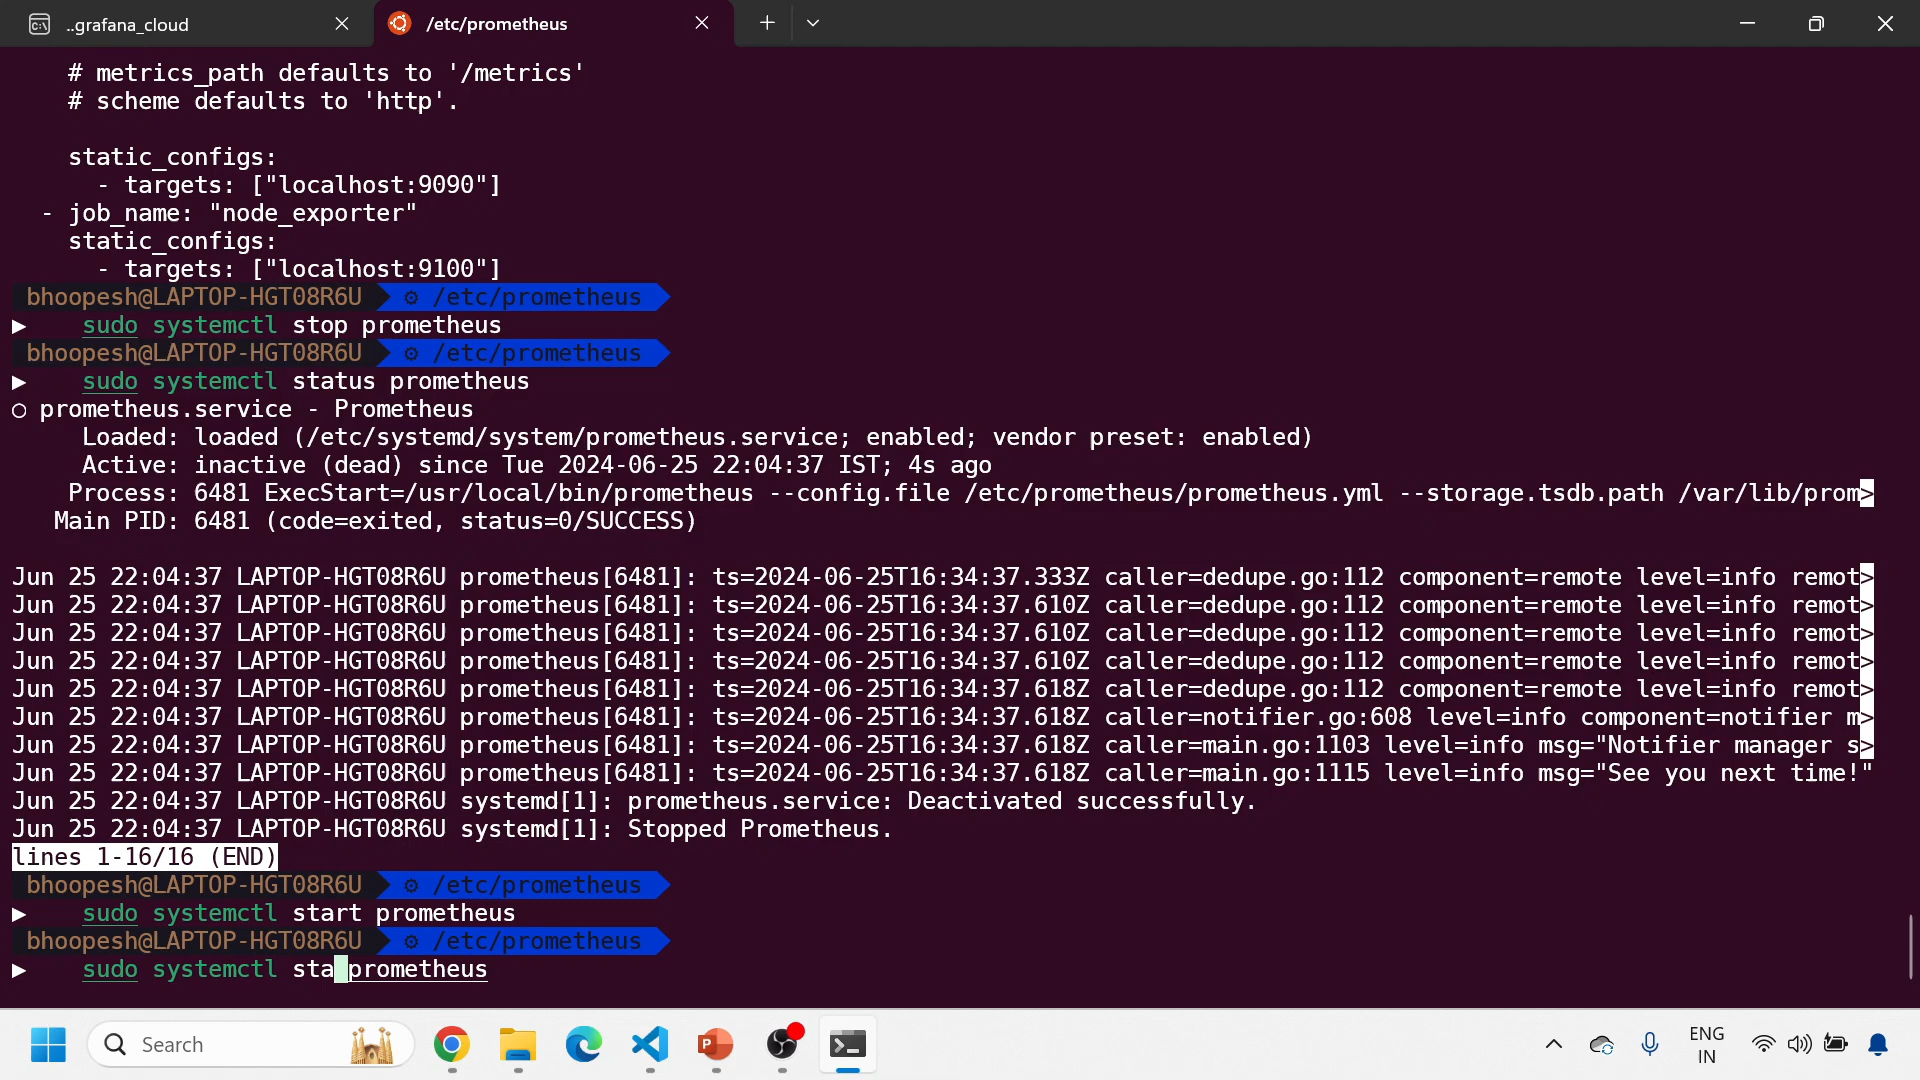 ..grafana_cloud
/etc/prometheus
# metrics_path defaults to '/metrics'
# scheme defaults to 'http'.
static_configs:
- targets: ["localhost:9090"]
- job_name: "node_exporter"
static_configs:
- targets: ["localhost:9100"]
bhoopesh@LAPTOP-HGT08R6U /etc/prometheus
sudo systemctl stop prometheus
bhoopesh@LAPTOP-HGT08R6U /etc/prometheus
sudo systemctl status prometheus
○ prometheus.service - Prometheus
Loaded: loaded (/etc/systemd/system/prometheus.service; enabled; vendor preset: enabled)
Active: inactive (dead) since Tue 2024-06-25 22:04:37 IST; 4s ago
Process: 6481 ExecStart=/usr/local/bin/prometheus --config.file /etc/prometheus/prometheus.yml --storage.tsdb.path /var/lib/prom>
Main PID: 6481 (code=exited, status=0/SUCCESS)
Jun 25 22:04:37 LAPTOP-HGT08R6U prometheus[6481]: ts=2024-06-25T16:34:37.333Z caller=dedupe.go:112 component=remote level=info remot>
Jun 25 22:04:37 LAPTOP-HGT08R6U prometheus[6481]: ts=2024-06-25T16:34:37.610Z caller=dedupe.go:112 component=remote level=info remot>
Jun 25 22:04:37 LAPTOP-HGT08R6U prometheus[6481]: ts=2024-06-25T16:34:37.610Z caller=dedupe.go:112 component=remote level=info remot>
Jun 25 22:04:37 LAPTOP-HGT08R6U prometheus[6481]: ts=2024-06-25T16:34:37.610Z caller=dedupe.go:112 component=remote level=info remot>
Jun 25 22:04:37 LAPTOP-HGT08R6U prometheus[6481]: ts=2024-06-25T16:34:37.618Z caller=dedupe.go:112 component=remote level=info remot>
Jun 25 22:04:37 LAPTOP-HGT08R6U prometheus[6481]: ts=2024-06-25T16:34:37.618Z caller=notifier.go:608 level=info component=notifier m>
Jun 25 22:04:37 LAPTOP-HGT08R6U prometheus[6481]: ts=2024-06-25T16:34:37.618Z caller=main.go:1103 level=info msg="Notifier manager s>
Jun 25 22:04:37 LAPTOP-HGT08R6U prometheus[6481]: ts=2024-06-25T16:34:37.618Z caller=main.go:1115 level=info msg="See you next time!"
Jun 25 22:04:37 LAPTOP-HGT08R6U systemd[1]: prometheus.service: Deactivated successfully.
Jun 25 22:04:37 LAPTOP-HGT08R6U systemd[1]: Stopped Prometheus.
lines 1-16/16 (END)
bhoopesh@LAPTOP-HGT08R6U /etc/prometheus
sudo systemctl start prometheus
bhoopesh@LAPTOP-HGT08R6U /etc/prometheus
sudo systemctl sta prometheus
Search
ENG
IN